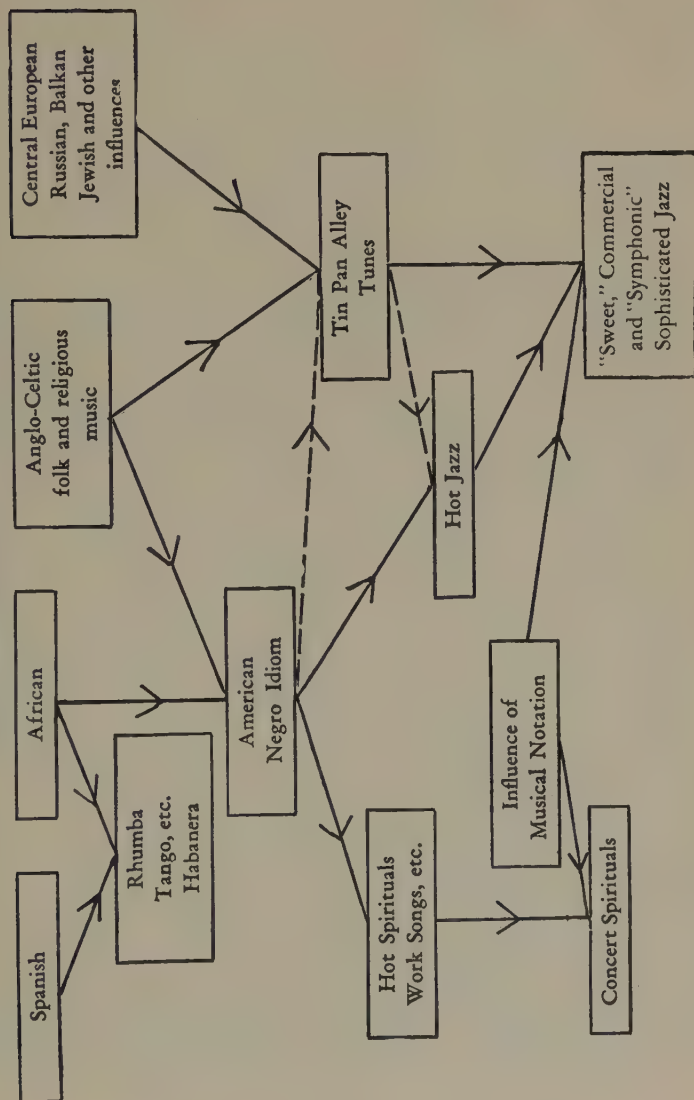 Spanish
African
Anglo-Celtic
folk and religious
music
Central European
Russian, Balkan
Jewish and other
influences
Rhumba
Tango, etc.
Habanera
American
Negro Idiom
Tin Pan Alley
Tunes
Hot Spirituals
Work Songs, etc.
Hot Jazz
Influence of
Musical Notation
Concert Spirituals
"Sweet," Commercial
and "Symphonic"
Sophisticated Jazz